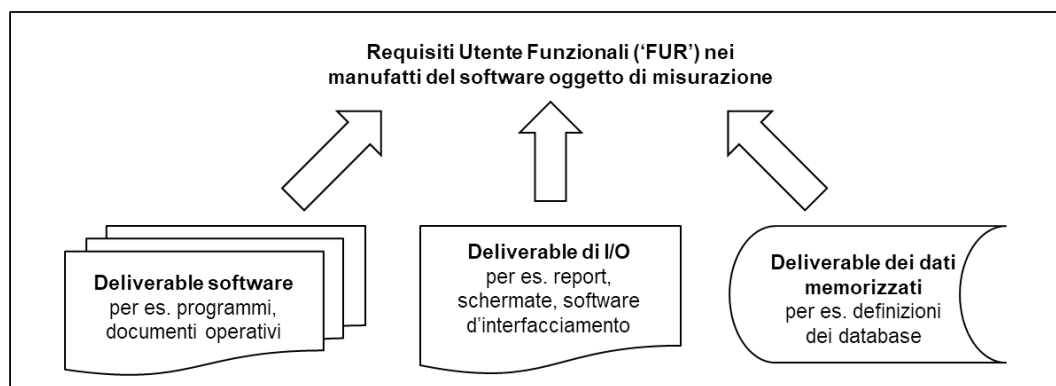 Requisiti Utente Funzionali (‘FUR’) nei
manufatti del software oggetto di misurazione
Deliverable software
per es. programmi,
documenti operativi
Deliverable di I/O
per es. report,
schermate, software
d’interfacciamento
Deliverable dei dati
memorizzati
per es. definizioni
dei database